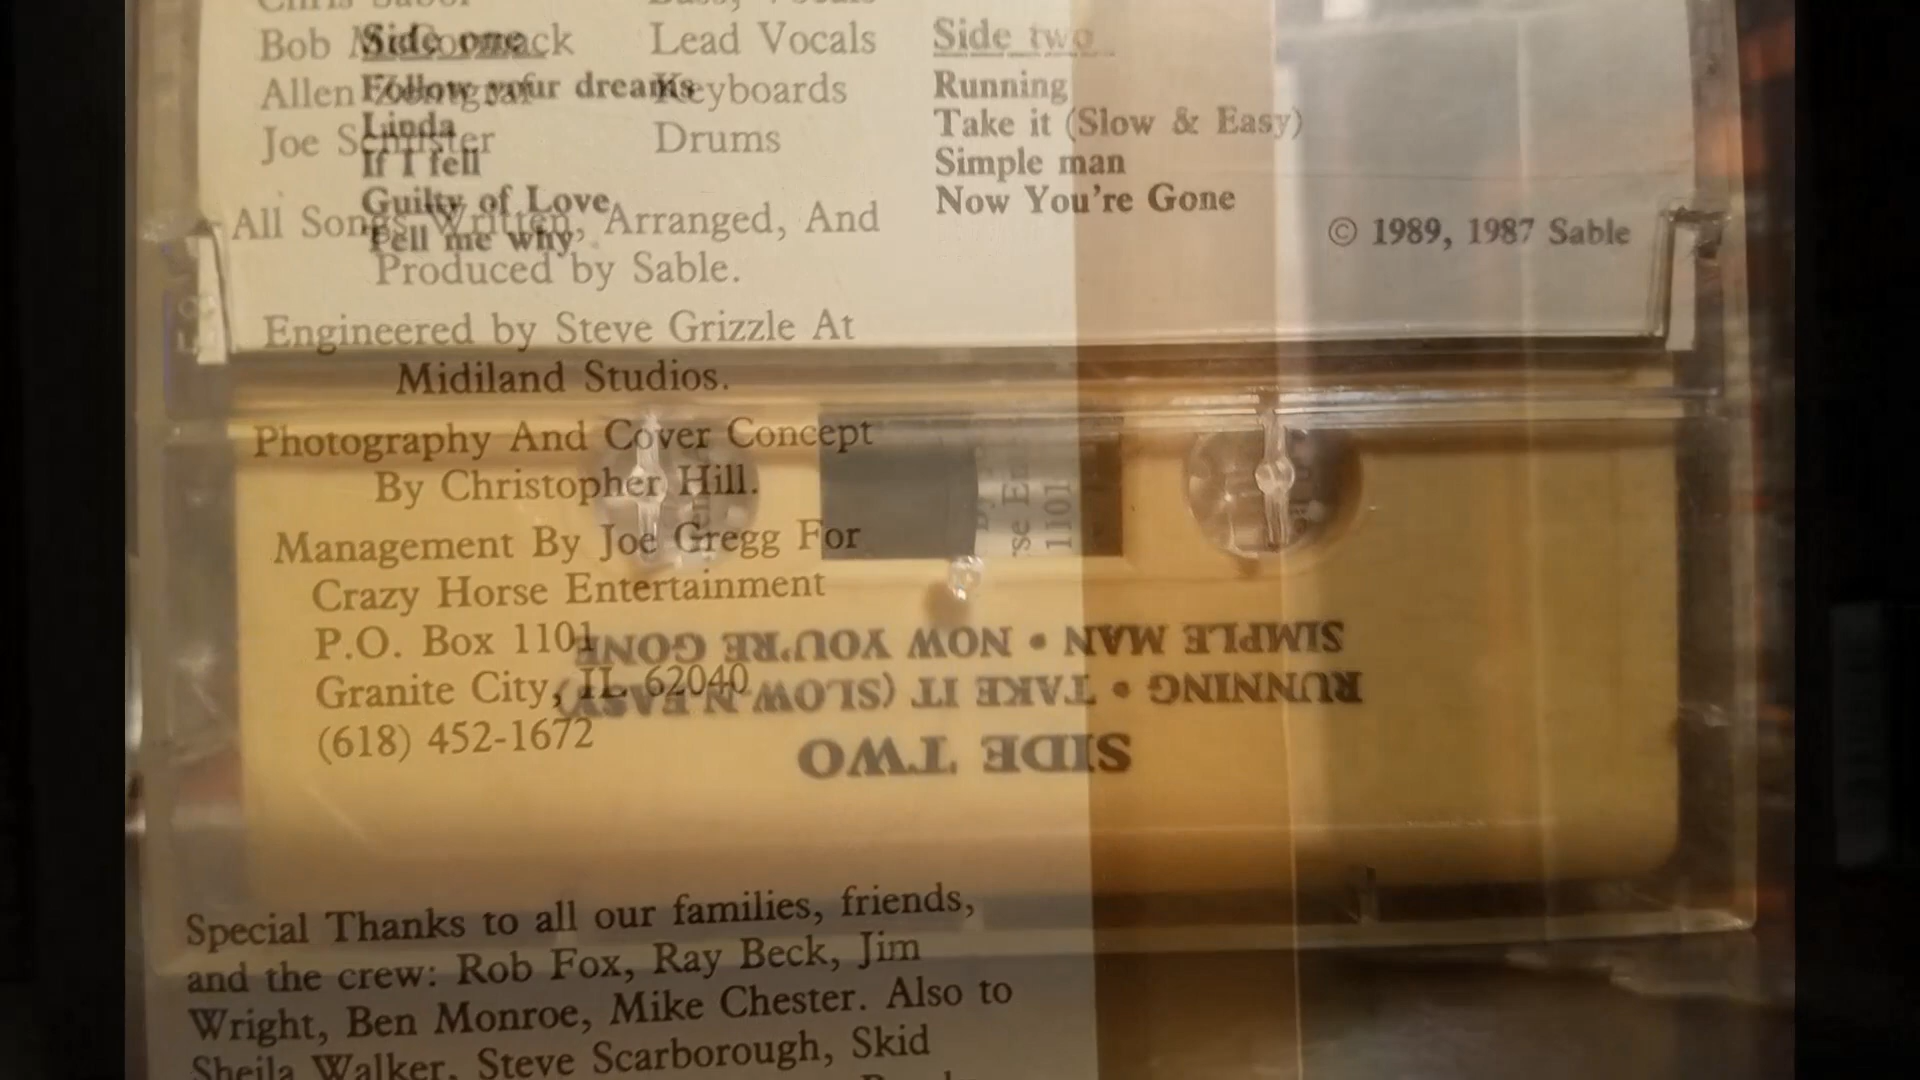 Bob McCormack Lead Vocals
Allen Keyboards
Joe Drums
All Songs Written, Arranged, And
Produced by Sable.
Engineered by Steve Grizzle At
Midiland Studios.
Photography And Cover Concept
By Christopher Hill.
Management By Joe Gregg For
Crazy Horse Entertainment
P.O. Box 1101
Granite City, IL 62040
(618) 452-1672
Special Thanks to all our families, friends,
and the crew: Rob Fox, Ray Beck, Jim
Wright, Ben Monroe, Mike Chester. Also to
Sheila Walker, Steve Scarborough, Skid
Side one
Follow your dreams
Linda
If I fell
Guilty of Love
Tell me why
Side two
Running
Take it (Slow & Easy)
Simple man
Now You're Gone
© 1989, 1987 Sable
SIDE TWO
RUNNING • TAKE IT (SLOW N EASY)
SIMPLE MAN • NOW YOU'RE GONE
rse En
1101